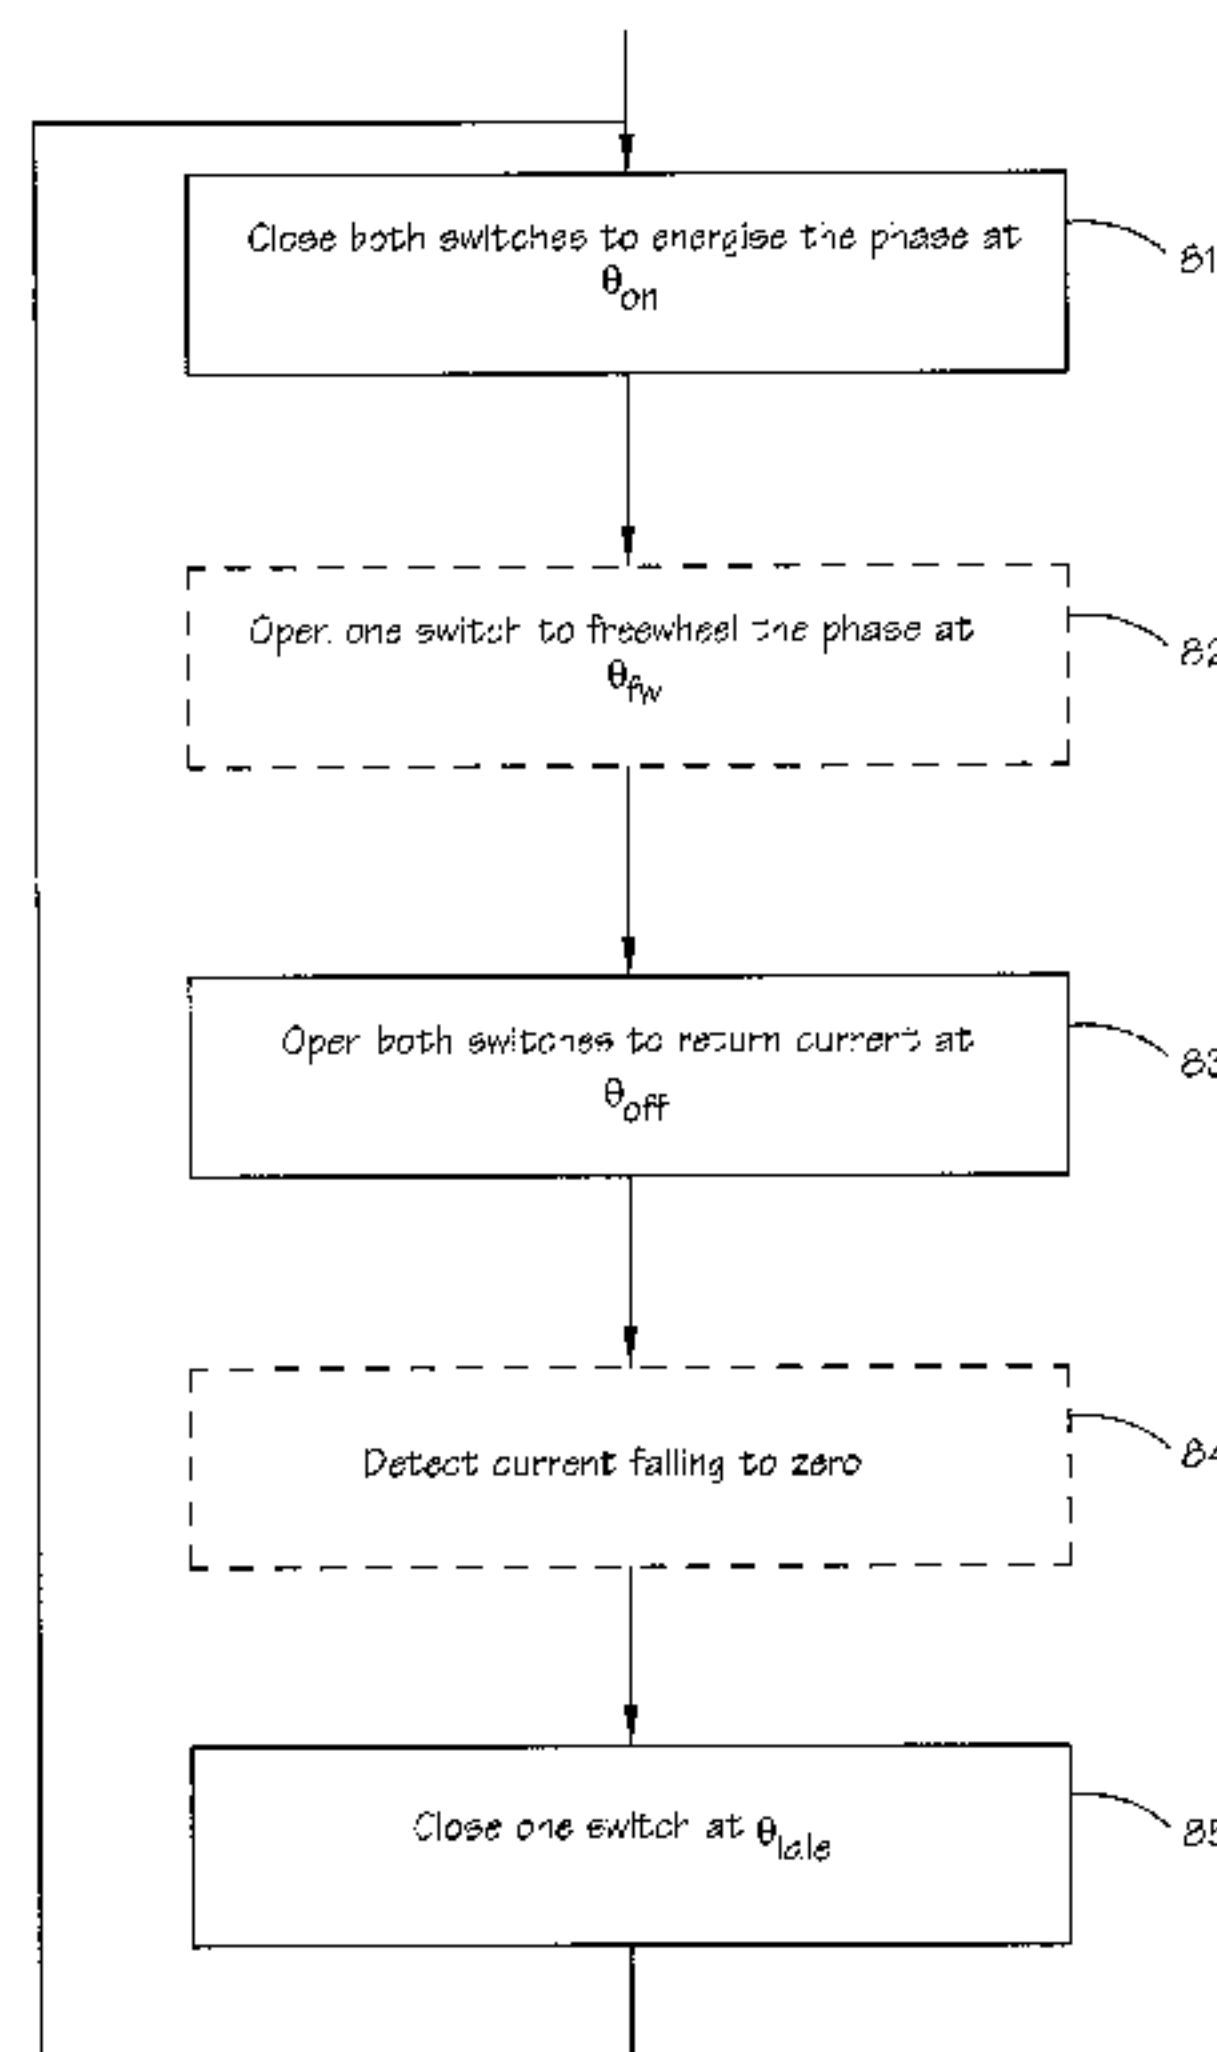 Close both switches to energise the phase at
θon
81
Open one switch to freewheel the phase at
θfw
82
Open both switches to return current at
θoff
83
Detect current falling to zero
84
Close one switch at θidle
85